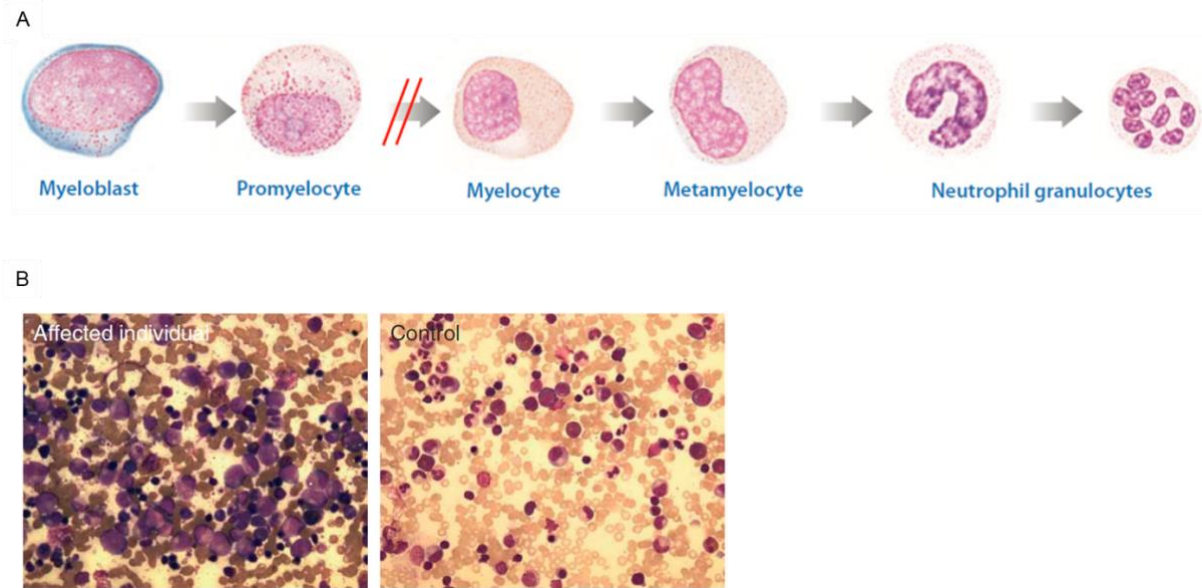 A
Myeloblast
Promyelocyte
Myelocyte
Metamyelocyte
Neutrophil granulocytes
B
Affected individual
Control